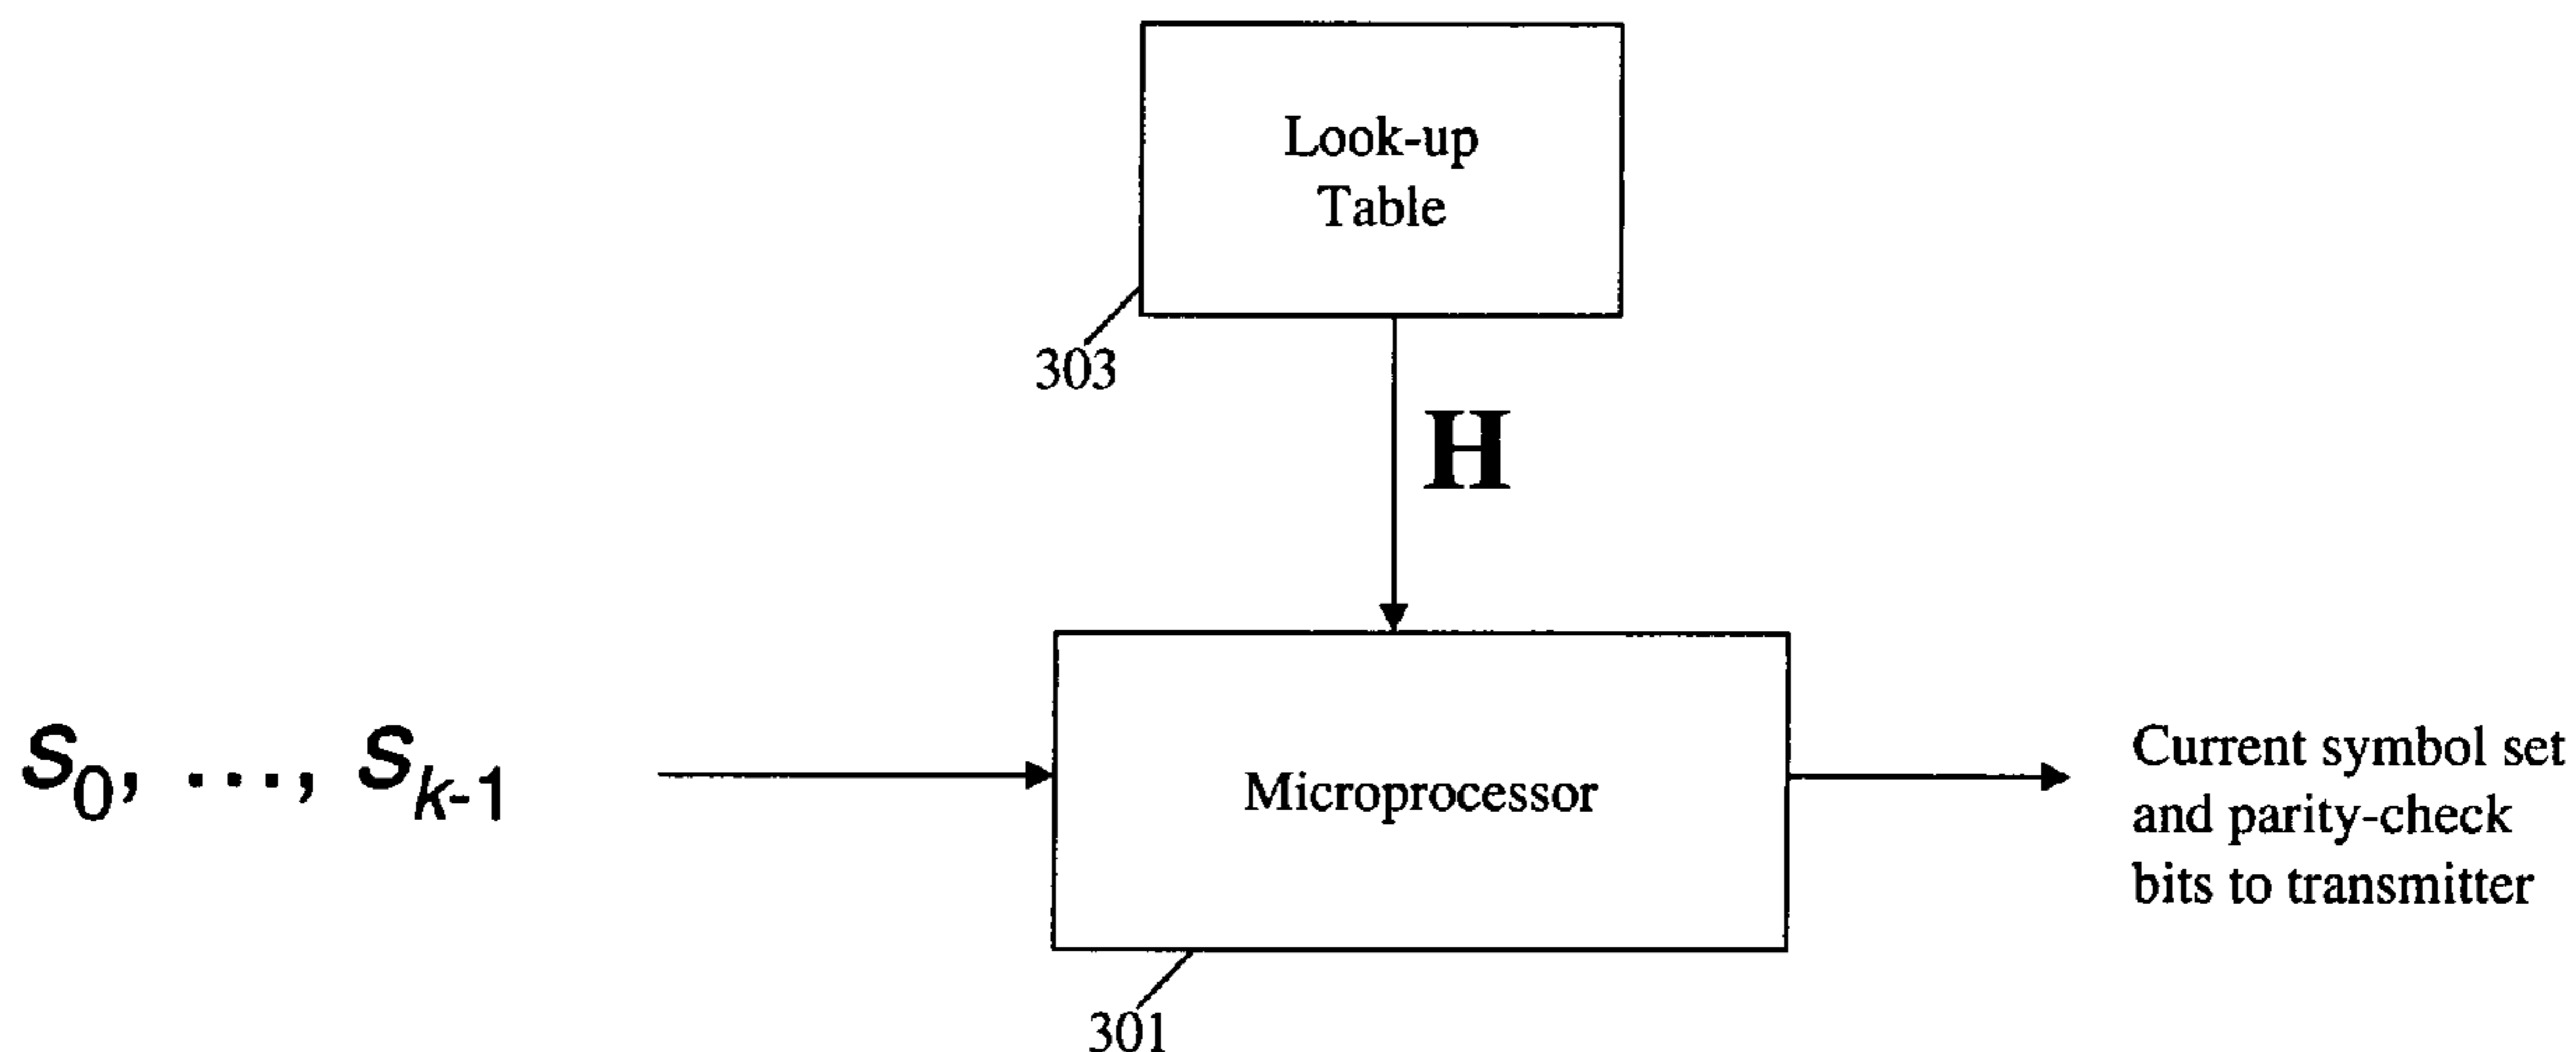 Look-up
Table
303
H
s0, ..., sk-1
Microprocessor
Current symbol set
and parity-check
bits to transmitter
301